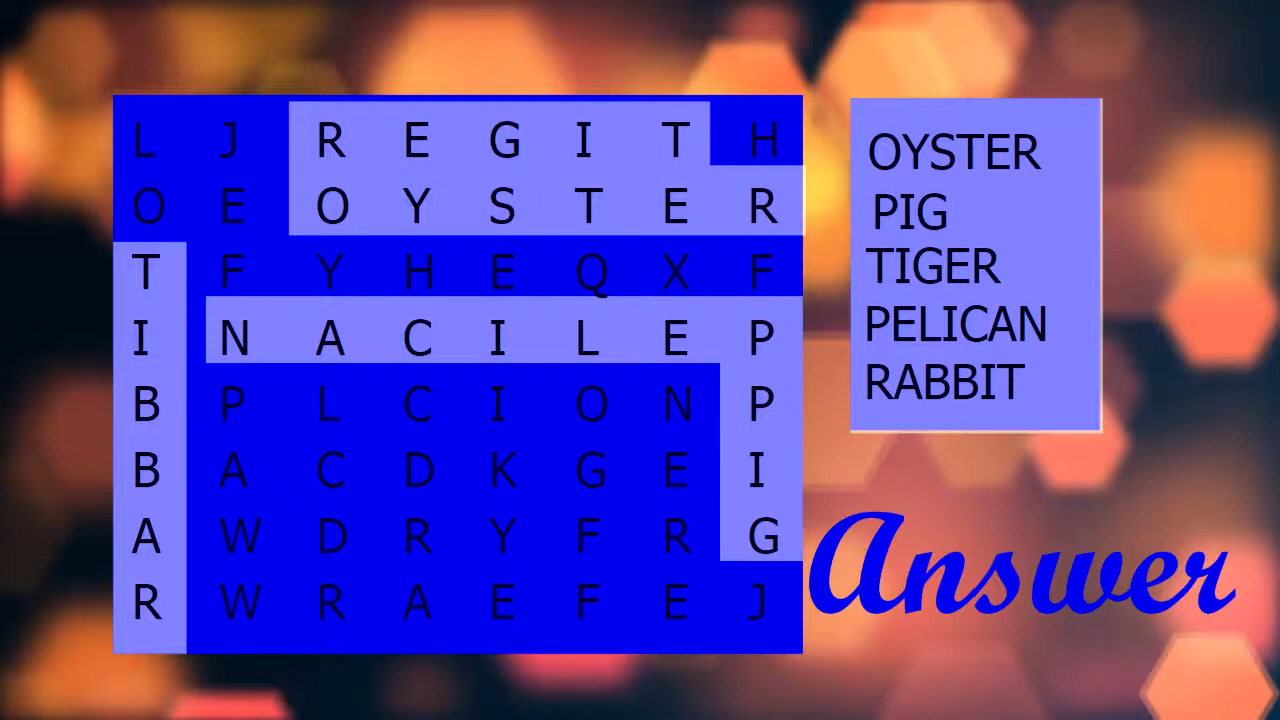 L J R E G I T H
O E O Y S T E R
T F Y H E Q X F
I N A C I L E P
B P L C I O N P
B A C D K G E I
A W D R Y F R G
R W R A E F E J
OYSTER
PIG
TIGER
PELICAN
RABBIT
Answer